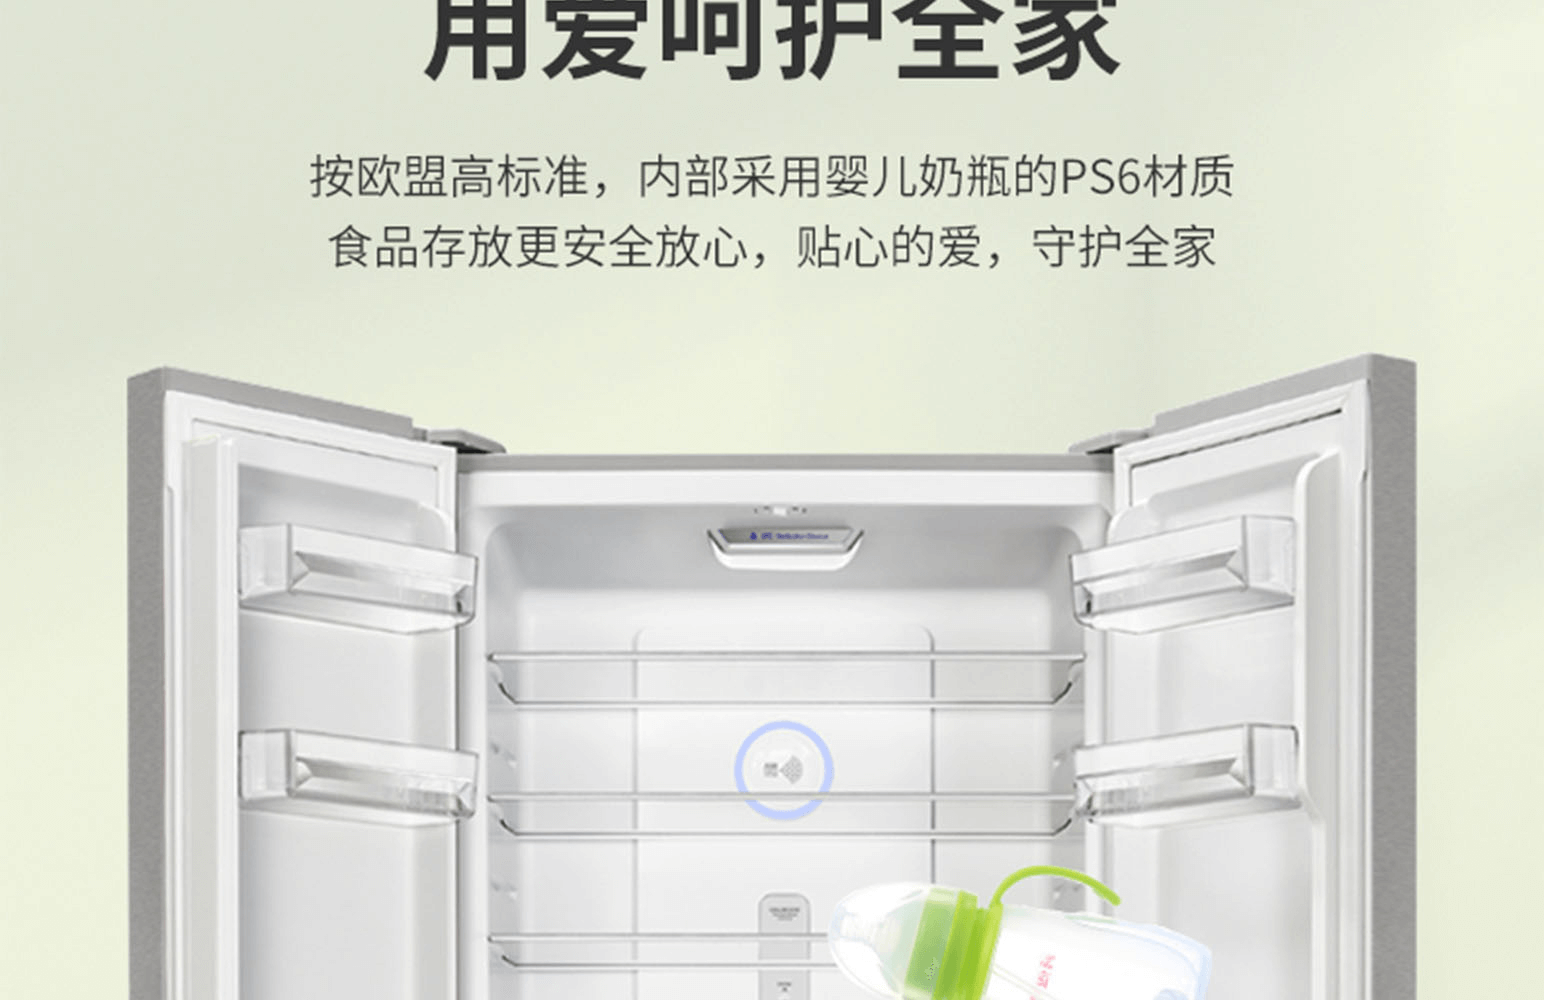 用爱呵护全家
按欧盟高标准，内部采用婴儿奶瓶的PS6材质
食品存放更安全放心，贴心的爱，守护全家